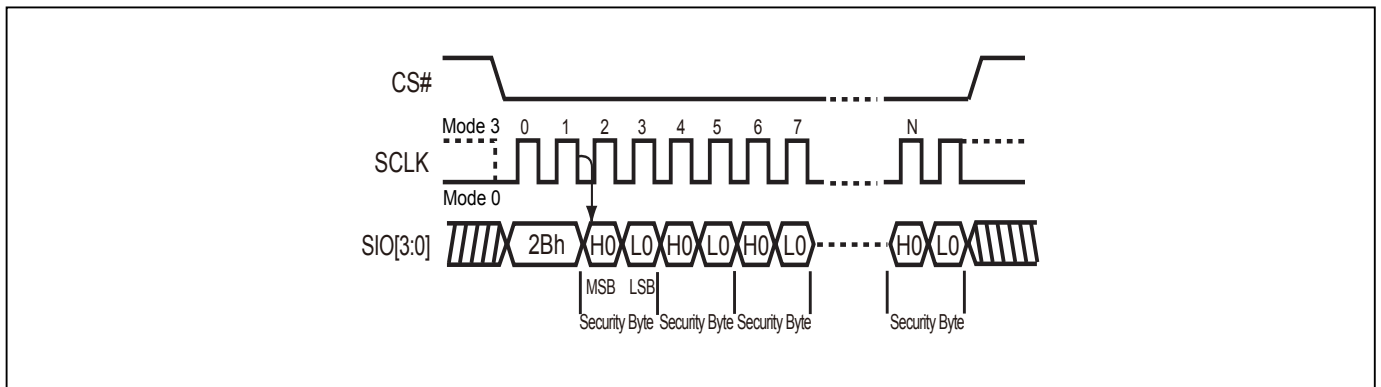 CS#
Mode 3 0 1 2 3 4 5 6 7 N
SCLK
Mode 0
SIO[3:0] 2Bh H0 L0 H0 L0 H0 L0 H0 L0
MSB LSB
Security Byte Security Byte Security Byte Security Byte